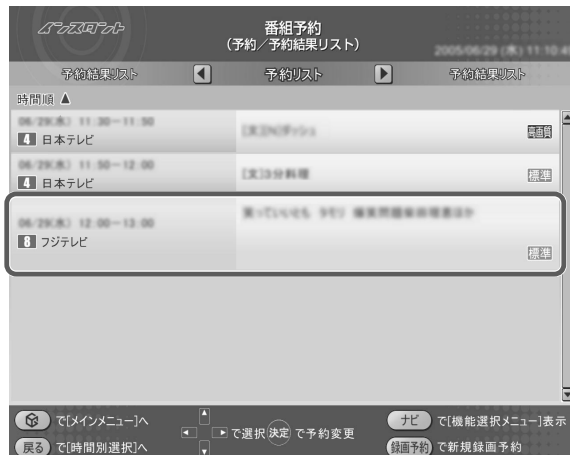 インスタント
番組予約
(予約/予約結果リスト)
2005/06/29 (水) 11:10:4
予約結果リスト ◀ 予約リスト ▶ 予約結果リスト
時間順 ▲
06/29(水) 11:30－11:50
4 日本テレビ
高画質
06/29(水) 11:50－12:00
4 日本テレビ
[文]3分料理
標準
06/29(水) 12:00－13:00
8 フジテレビ
笑っていいとも タモリ 爆笑問題
標準
で[メインメニュー]へ
で選択 決定 で予約変更
ナビ で[機能選択メニュー]表示
戻る で[時間別選択]へ
録画予約 で新規録画予約